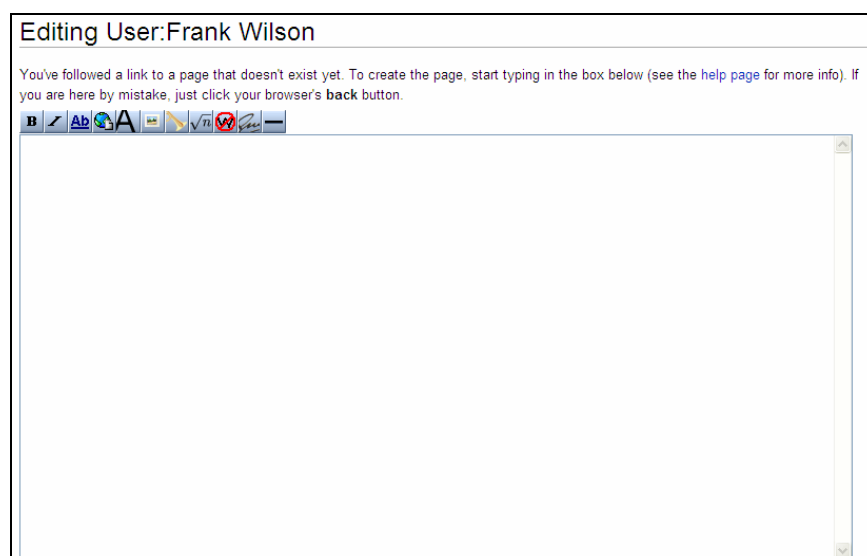 Editing User:Frank Wilson
You've followed a link to a page that doesn't exist yet. To create the page, start typing in the box below (see the help page for more info). If
you are here by mistake, just click your browser's back button.
B I Ab A √n W